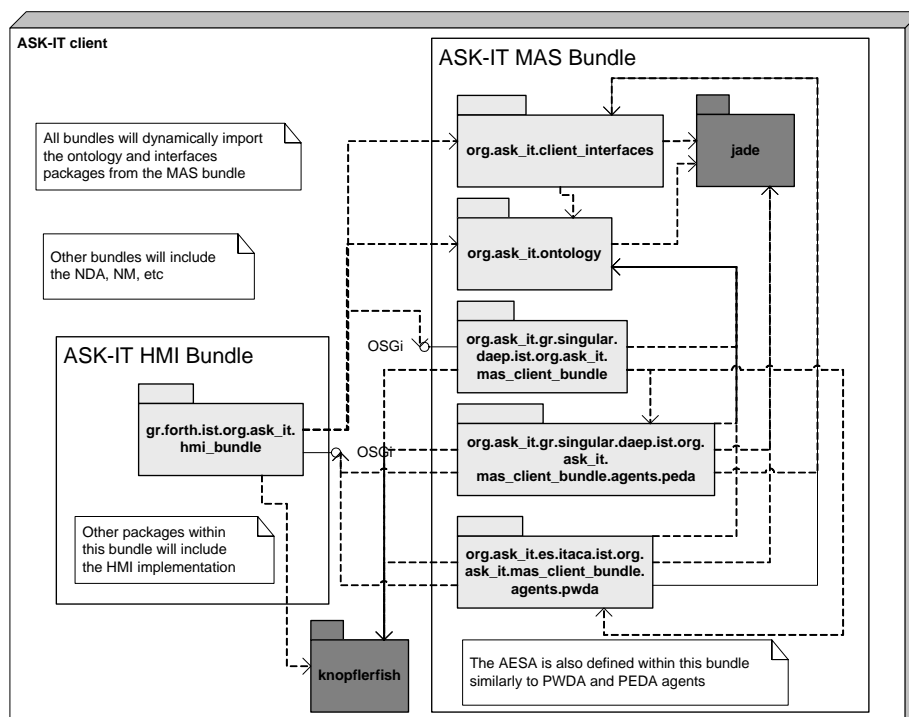 ASK-IT client
ASK-IT MAS Bundle
All bundles will dynamically import
the ontology and interfaces
packages from the MAS bundle
org.ask_it.client_interfaces
jade
Other bundles will include
the NDA, NM, etc
org.ask_it.ontology
ASK-IT HMI Bundle
OSGi
org.ask_it.gr.singular.
daep.ist.org.ask_it.
mas_client_bundle
gr.forth.ist.org.ask_it.
hmi_bundle
OSGi
org.ask_it.gr.singular.daep.ist.org.
ask_it.
mas_client_bundle.agents.peda
Other packages within
this bundle will include
the HMI implementation
org.ask_it.es.itaca.ist.org.
ask_it.mas_client_bundle.
agents.pwda
knopflerfish
The AESA is also defined within this bundle
similarly to PWDA and PEDA agents